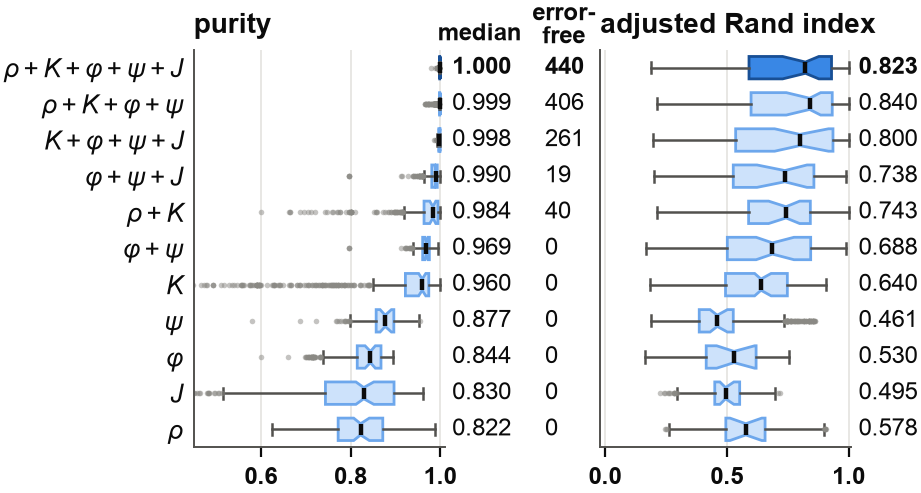 purity median error-free adjusted Rand index
ρ + K + φ + ψ + J 1.000 440 0.823
ρ + K + φ + ψ 0.999 406 0.840
K + φ + ψ + J 0.998 261 0.800
φ + ψ + J 0.990 19 0.738
ρ + K 0.984 40 0.743
φ + ψ 0.969 0 0.688
K 0.960 0 0.640
ψ 0.877 0 0.461
φ 0.844 0 0.530
J 0.830 0 0.495
ρ 0.822 0 0.578
0.6 0.8 1.0 0.0 0.5 1.0